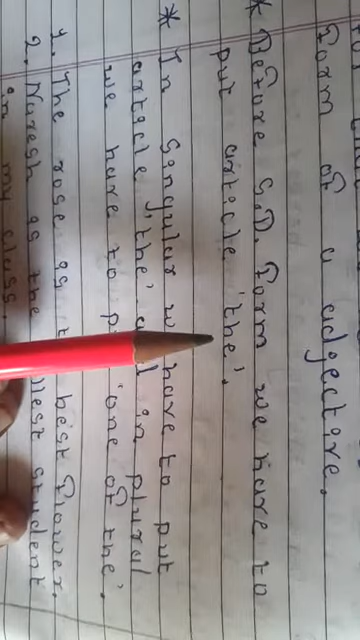 form of a adjective.
* Before S.D. form we have to
put article 'the'.
* In singular w have to put
article 'the' in plural
we have to 'one of the'.
1. The rose is best flower.
2. Naresh is the student
in my class.